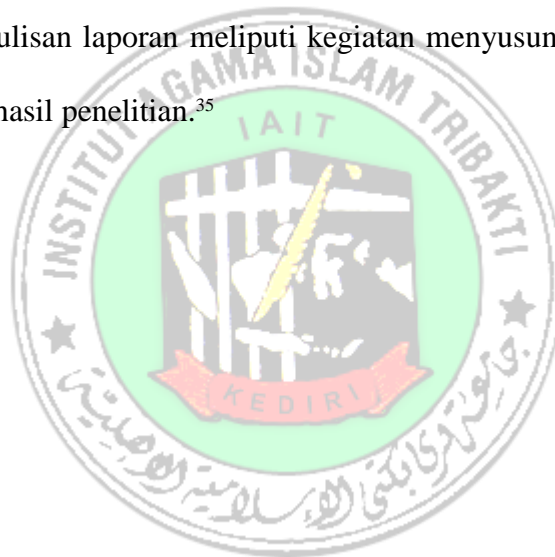 ulisan laporan meliputi kegiatan menyusun
hasil penelitian.³⁵
INSTITUT AGAMA ISLAM TRIBAKTI
IAIT
KEDIRI